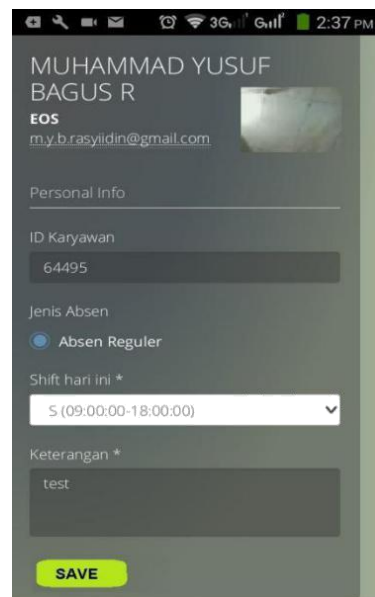 3G G 2:37 PM
MUHAMMAD YUSUF
BAGUS R
EOS
m.y.b.rasyiidin@gmail.com
Personal Info
ID Karyawan
64495
Jenis Absen
Absen Reguler
Shift hari ini *
S (09:00:00-18:00:00)
Keterangan *
test
SAVE